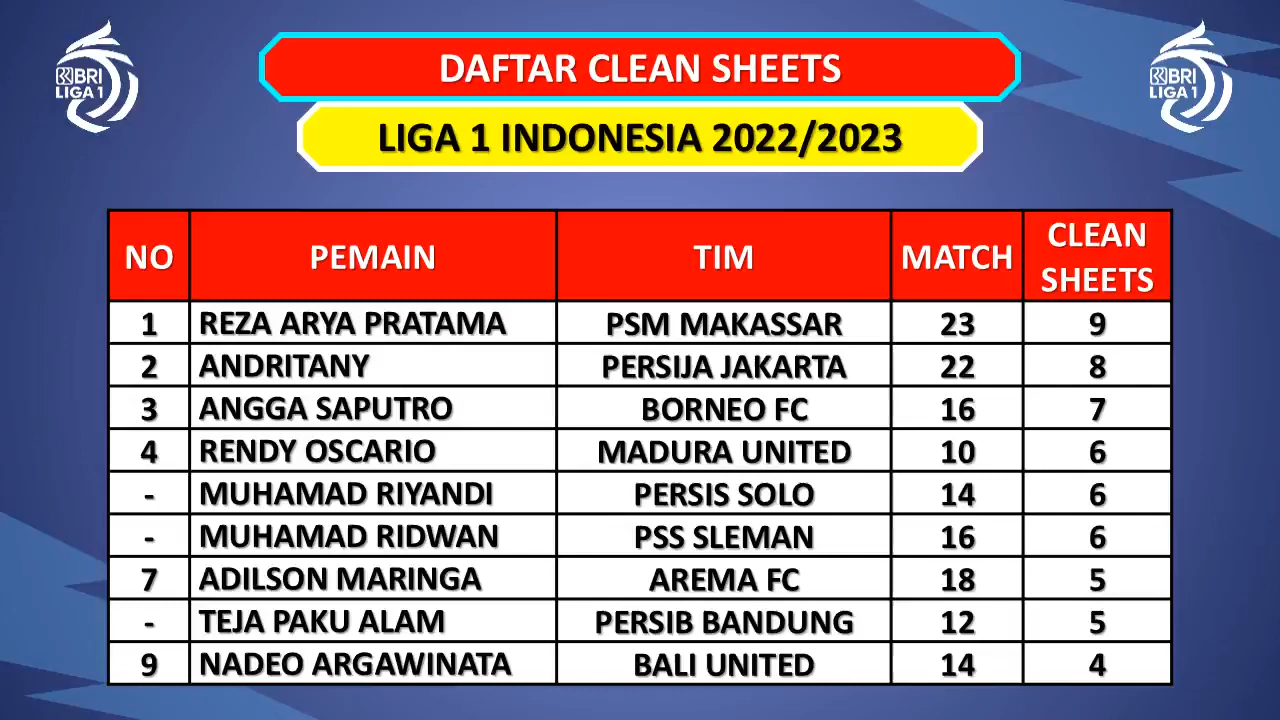 BRI
LIGA 1
DAFTAR CLEAN SHEETS
LIGA 1 INDONESIA 2022/2023
BRI
LIGA 1
NO PEMAIN TIM MATCH CLEAN SHEETS
1 REZA ARYA PRATAMA PSM MAKASSAR 23 9
2 ANDRITANY PERSIJA JAKARTA 22 8
3 ANGGA SAPUTRO BORNEO FC 16 7
4 RENDY OSCARIO MADURA UNITED 10 6
- MUHAMAD RIYANDI PERSIS SOLO 14 6
- MUHAMAD RIDWAN PSS SLEMAN 16 6
7 ADILSON MARINGA AREMA FC 18 5
- TEJA PAKU ALAM PERSIB BANDUNG 12 5
9 NADEO ARGAWINATA BALI UNITED 14 4